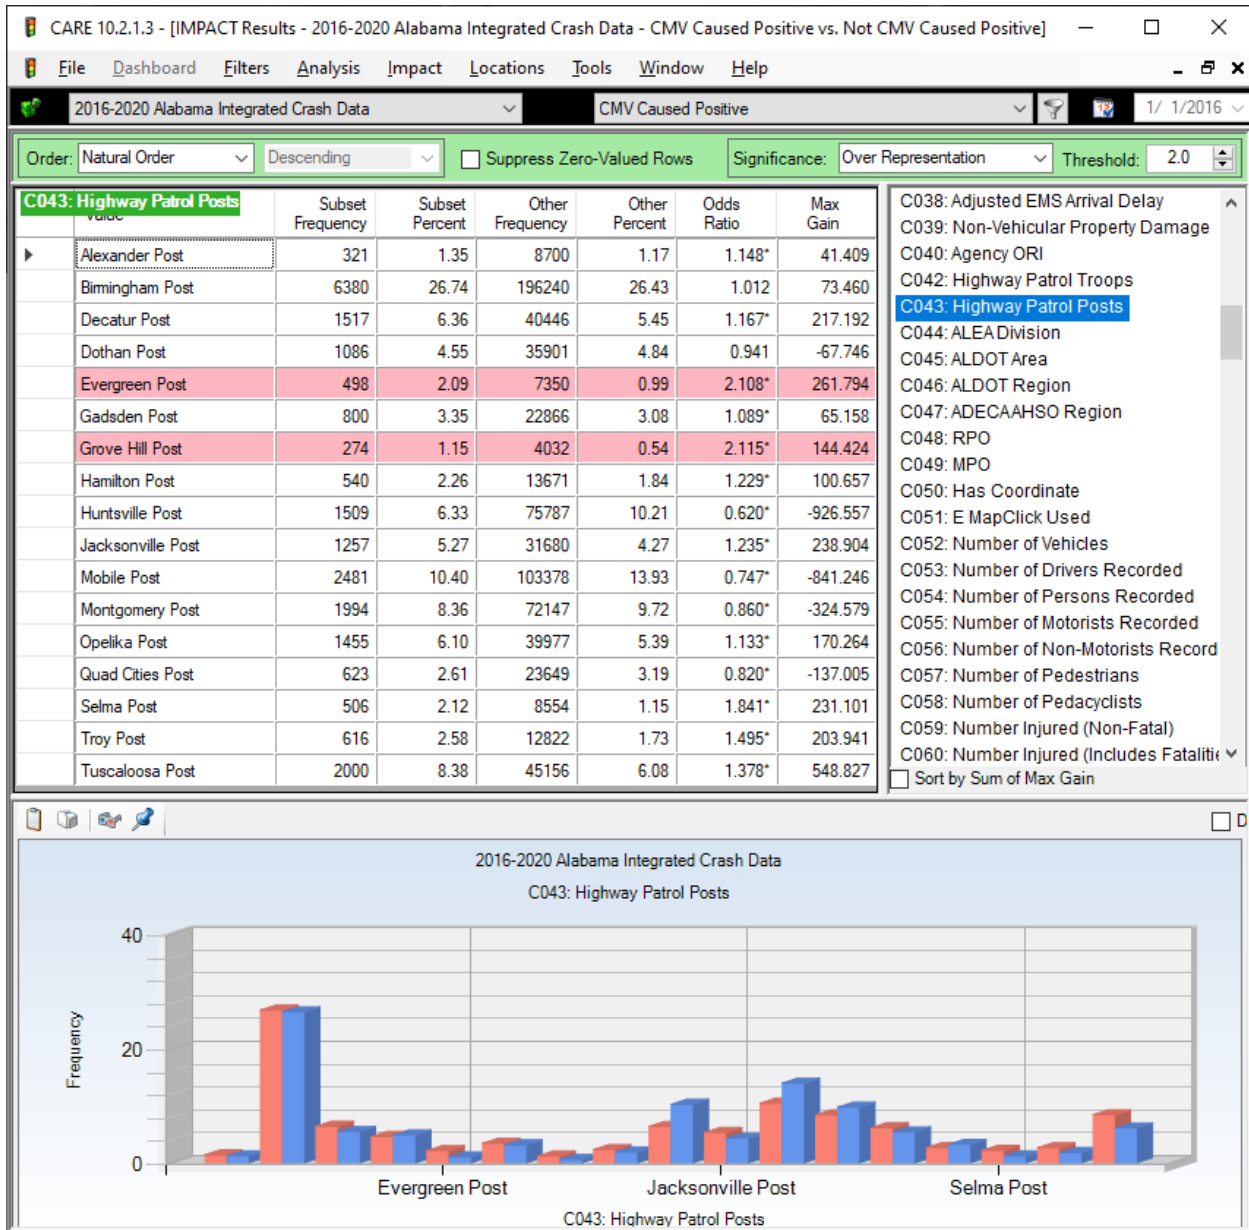 CARE 10.2.1.3 - [IMPACT Results - 2016-2020 Alabama Integrated Crash Data - CMV Caused Positive vs. Not CMV Caused Positive]
File Dashboard Filters Analysis Impact Locations Tools Window Help
2016-2020 Alabama Integrated Crash Data CMV Caused Positive 1/ 1/2016
Order: Natural Order Descending Suppress Zero-Valued Rows Significance: Over Representation Threshold: 2.0
C043: Highway Patrol Posts
Value Subset Frequency Subset Percent Other Frequency Other Percent Odds Ratio Max Gain
Alexander Post 321 1.35 8700 1.17 1.148* 41.409
Birmingham Post 6380 26.74 196240 26.43 1.012 73.460
Decatur Post 1517 6.36 40446 5.45 1.167* 217.192
Dothan Post 1086 4.55 35901 4.84 0.941 -67.746
Evergreen Post 498 2.09 7350 0.99 2.108* 261.794
Gadsden Post 800 3.35 22866 3.08 1.089* 65.158
Grove Hill Post 274 1.15 4032 0.54 2.115* 144.424
Hamilton Post 540 2.26 13671 1.84 1.229* 100.657
Huntsville Post 1509 6.33 75787 10.21 0.620* -926.557
Jacksonville Post 1257 5.27 31680 4.27 1.235* 238.904
Mobile Post 2481 10.40 103378 13.93 0.747* -841.246
Montgomery Post 1994 8.36 72147 9.72 0.860* -324.579
Opelika Post 1455 6.10 39977 5.39 1.133* 170.264
Quad Cities Post 623 2.61 23649 3.19 0.820* -137.005
Selma Post 506 2.12 8554 1.15 1.841* 231.101
Troy Post 616 2.58 12822 1.73 1.495* 203.941
Tuscaloosa Post 2000 8.38 45156 6.08 1.378* 548.827
C038: Adjusted EMS Arrival Delay
C039: Non-Vehicular Property Damage
C040: Agency ORI
C042: Highway Patrol Troops
C043: Highway Patrol Posts
C044: ALEA Division
C045: ALDOT Area
C046: ALDOT Region
C047: ADECAAHSO Region
C048: RPO
C049: MPO
C050: Has Coordinate
C051: E MapClick Used
C052: Number of Vehicles
C053: Number of Drivers Recorded
C054: Number of Persons Recorded
C055: Number of Motorists Recorded
C056: Number of Non-Motorists Record
C057: Number of Pedestrians
C058: Number of Pedacyclists
C059: Number Injured (Non-Fatal)
C060: Number Injured (Includes Fatalitie
Sort by Sum of Max Gain
D
2016-2020 Alabama Integrated Crash Data
C043: Highway Patrol Posts
40
20
0
Frequency
Evergreen Post Jacksonville Post Selma Post
C043: Highway Patrol Posts